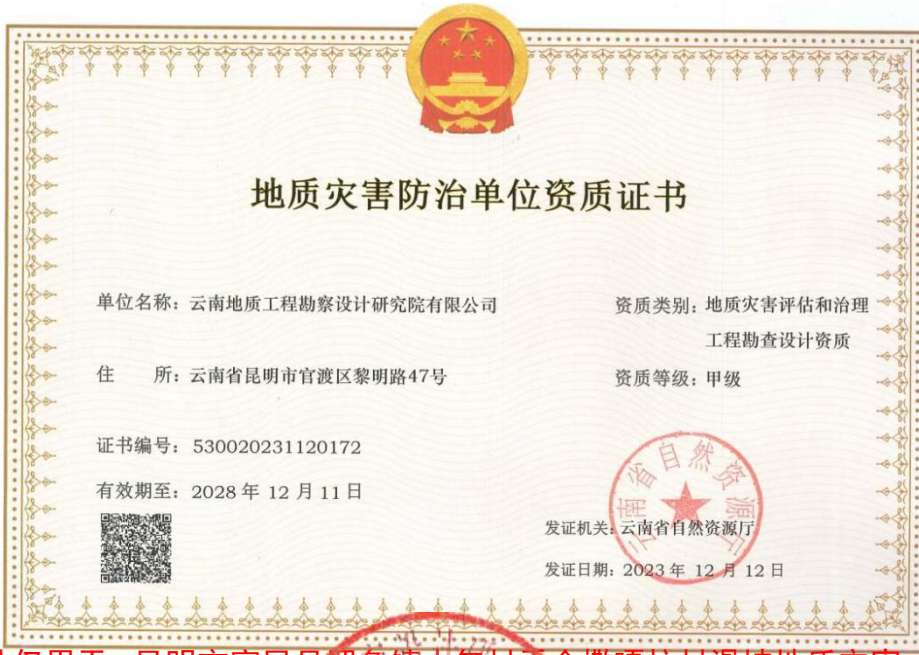 地质灾害防治单位资质证书
单位名称：云南地质工程勘察设计研究院有限公司
资质类别：地质灾害评估和治理
工程勘查设计资质
住 所：云南省昆明市官渡区黎明路47号
资质等级：甲级
证书编号：530020231120172
有效期至：2028 年 12 月 11日
云南省自然资源厅
发证机关：云南省自然资源厅
发证日期：2023 年 12 月 12日